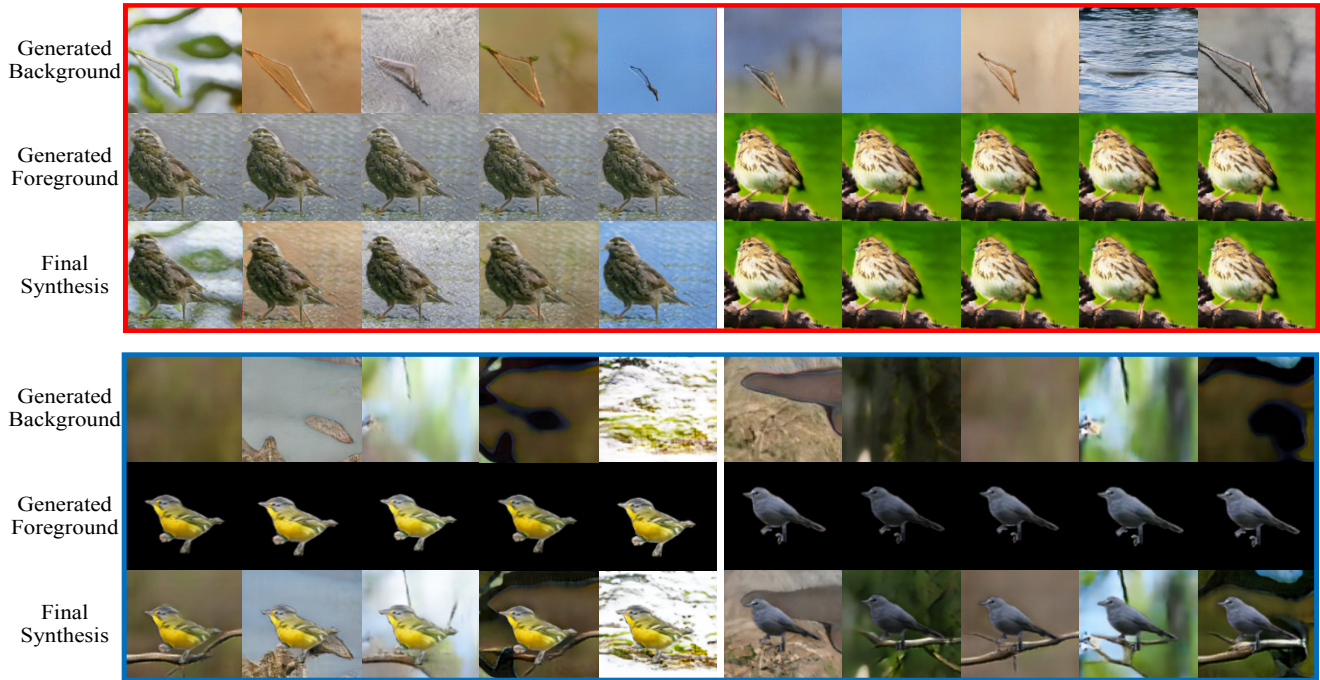 Generated
Background
Generated
Foreground
Final
Synthesis
Generated
Background
Generated
Foreground
Final
Synthesis